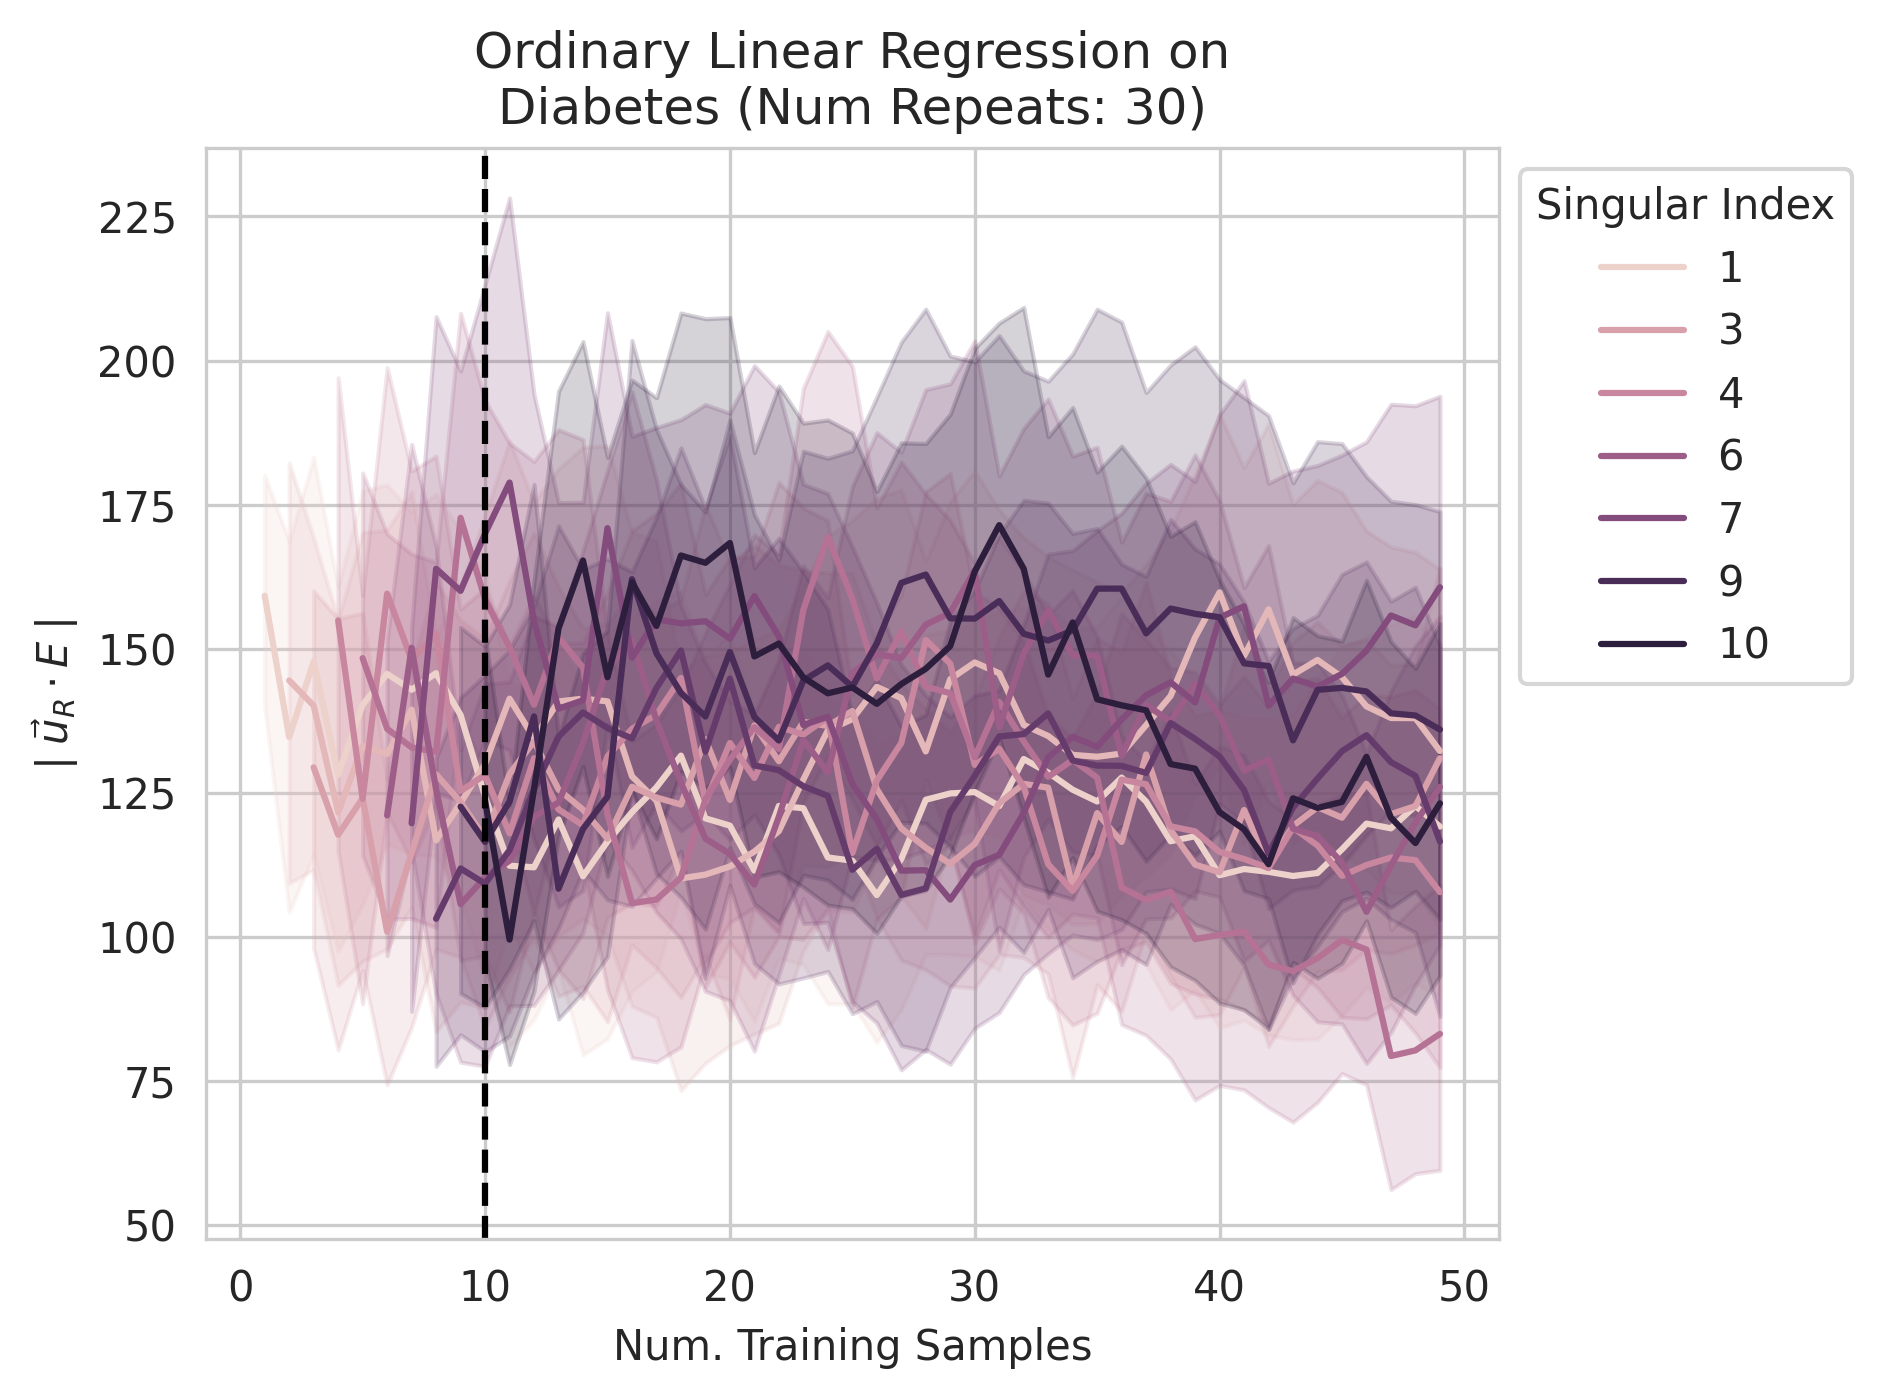 Ordinary Linear Regression on
Diabetes (Num Repeats: 30)
| u⃗_R · E |
225
200
175
150
125
100
75
50
0 10 20 30 40 50
Num. Training Samples
Singular Index
1
3
4
6
7
9
10